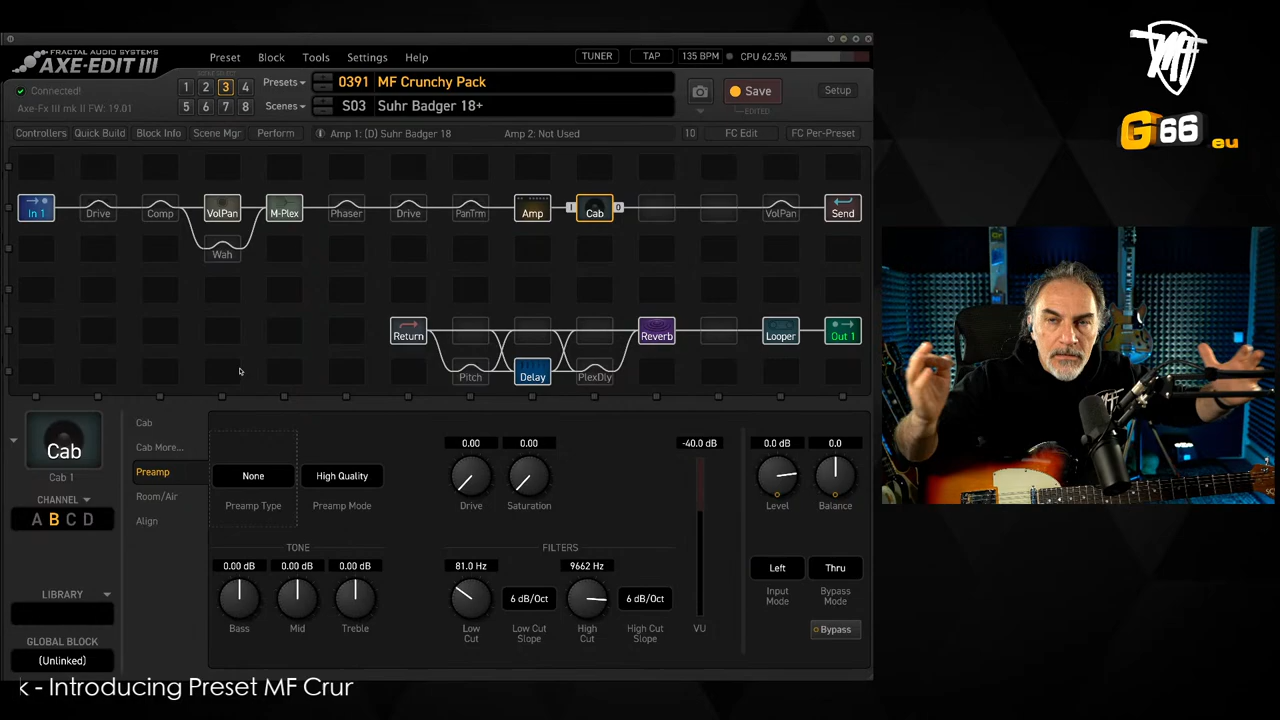 FRACTAL AUDIO SYSTEMS
AXE-EDIT III
Preset Block Tools Settings Help
TUNER TAP 135 BPM CPU 62.5%
Connected!
Axe-Fx III mk II FW: 19.01
SCENE SELECT
1 2 3 4
5 6 7 8
Presets 0391 MF Crunchy Pack
Scenes S03 Suhr Badger 18+
Save
EDITED
Setup
Controllers Quick Build Block Info Scene Mgr Perform Amp 1: (D) Suhr Badger 18 Amp 2: Not Used 10 FC Edit FC Per-Preset
In 1 Drive Comp VolPan M-Plex Phaser Drive PanTrm Amp I Cab O VolPan Send
Wah
Return Reverb Looper Out 1
Pitch Delay PlexDly
Cab
Cab 1
CHANNEL
A B C D
LIBRARY
GLOBAL BLOCK
(Unlinked)
Cab
Cab More...
Preamp
Room/Air
Align
None
Preamp Type
High Quality
Preamp Mode
0.00 0.00
Drive Saturation
-40.0 dB
VU
0.0 dB 0.0
Level Balance
TONE
0.00 dB 0.00 dB 0.00 dB
Bass Mid Treble
FILTERS
81.0 Hz 9662 Hz
6 dB/Oct 6 dB/Oct
Low Cut
Low Cut Slope
High Cut
High Cut Slope
Left Thru
Input Mode
Bypass Mode
Bypass
k - Introducing Preset MF Crur
MF
G66.eu